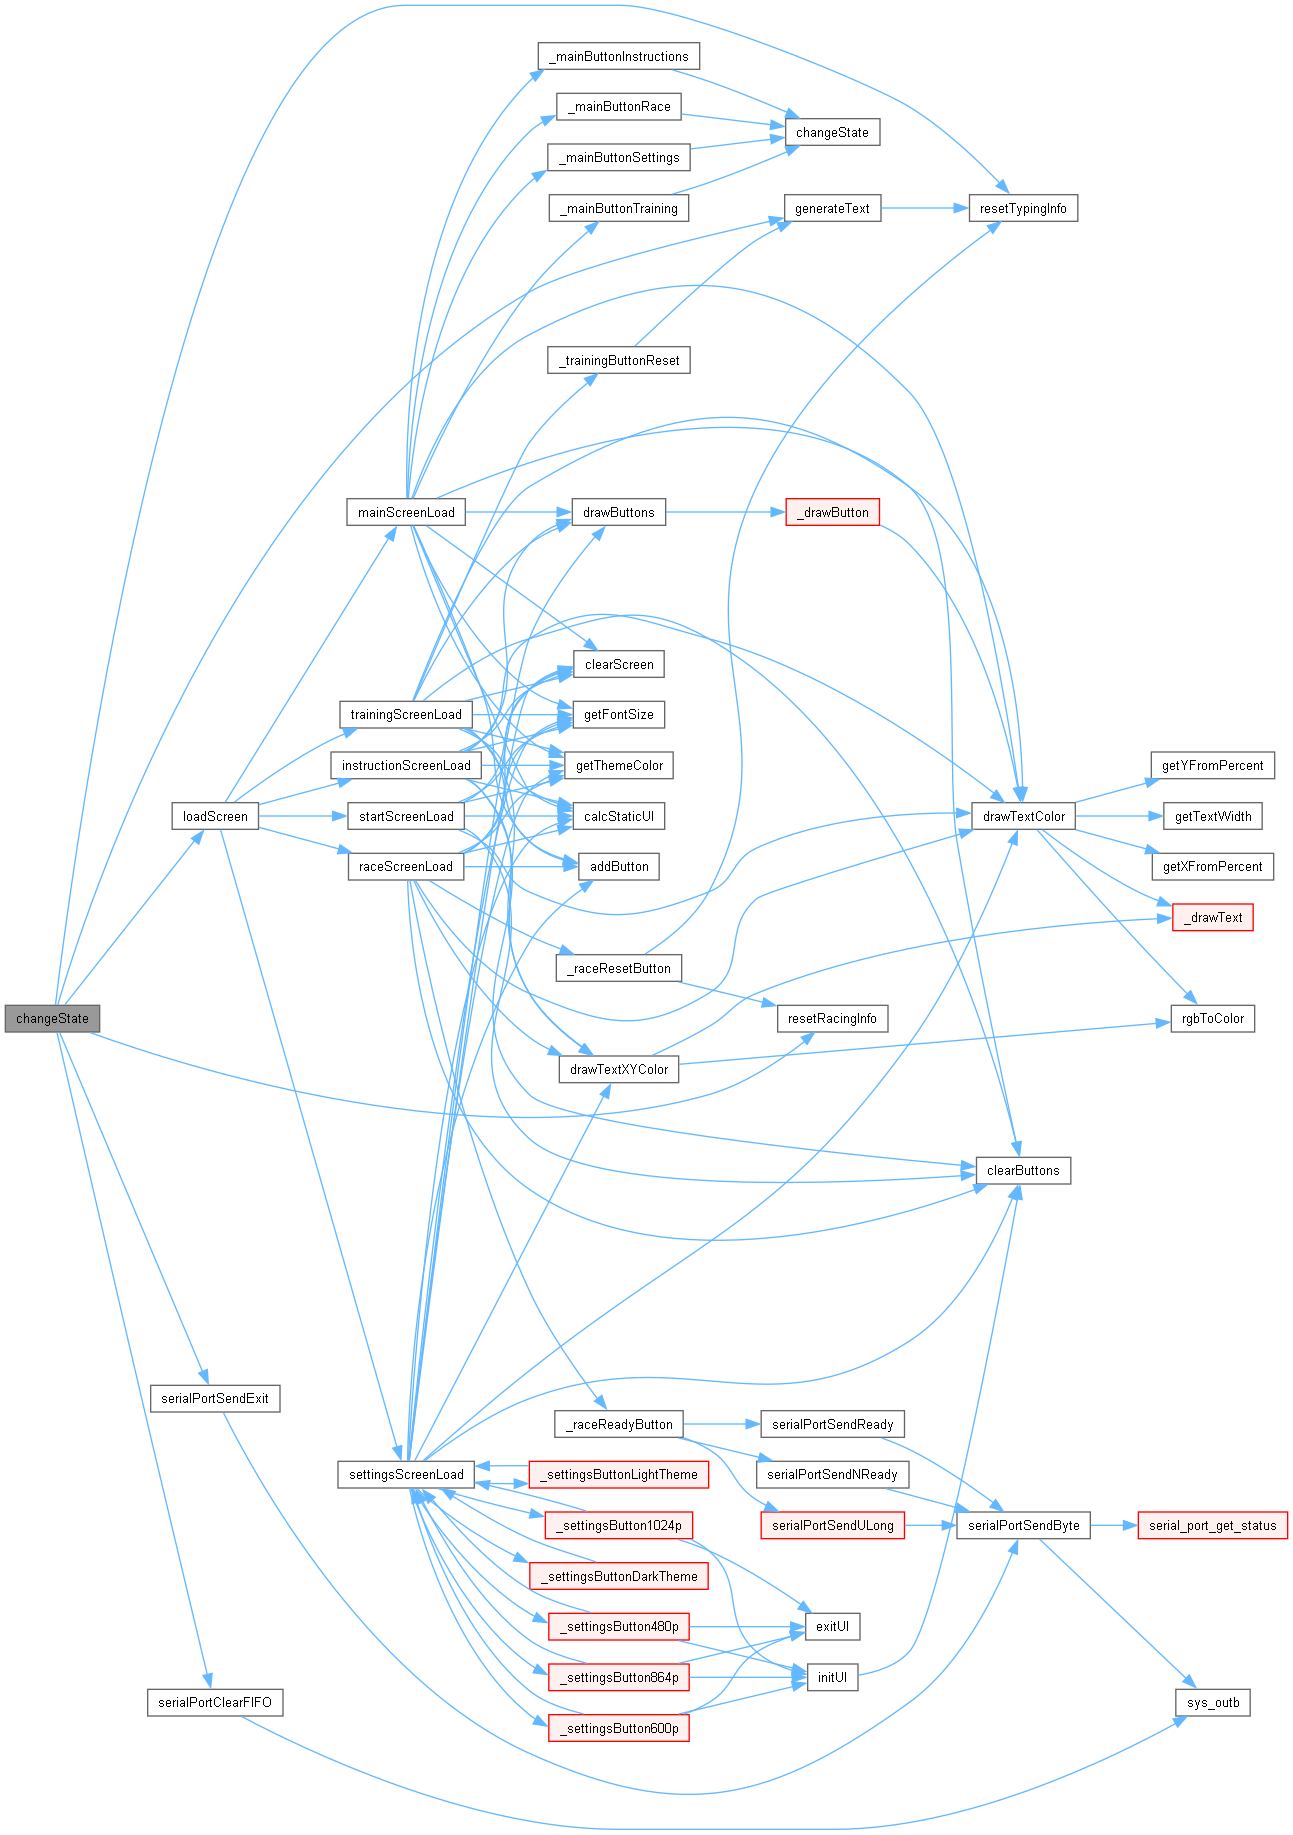 _mainButtonInstructions
_mainButtonRace
changeState
_mainButtonSettings
_mainButtonTraining
generateText
resetTypingInfo
_trainingButtonReset
mainScreenLoad
drawButtons
_drawButton
clearScreen
trainingScreenLoad
getFontSize
instructionScreenLoad
getThemeColor
getYFromPercent
loadScreen
startScreenLoad
calcStaticUI
drawTextColor
getTextWidth
raceScreenLoad
addButton
getXFromPercent
_drawText
_raceResetButton
changeState
resetRacingInfo
rgbToColor
drawTextXYColor
clearButtons
serialPortSendExit
_raceReadyButton
serialPortSendReady
settingsScreenLoad
_settingsButtonLightTheme
serialPortSendNReady
_settingsButton1024p
serialPortSendULong
serialPortSendByte
serial_port_get_status
_settingsButtonDarkTheme
_settingsButton480p
exitUI
_settingsButton864p
initUI
serialPortClearFIFO
sys_outb
_settingsButton600p